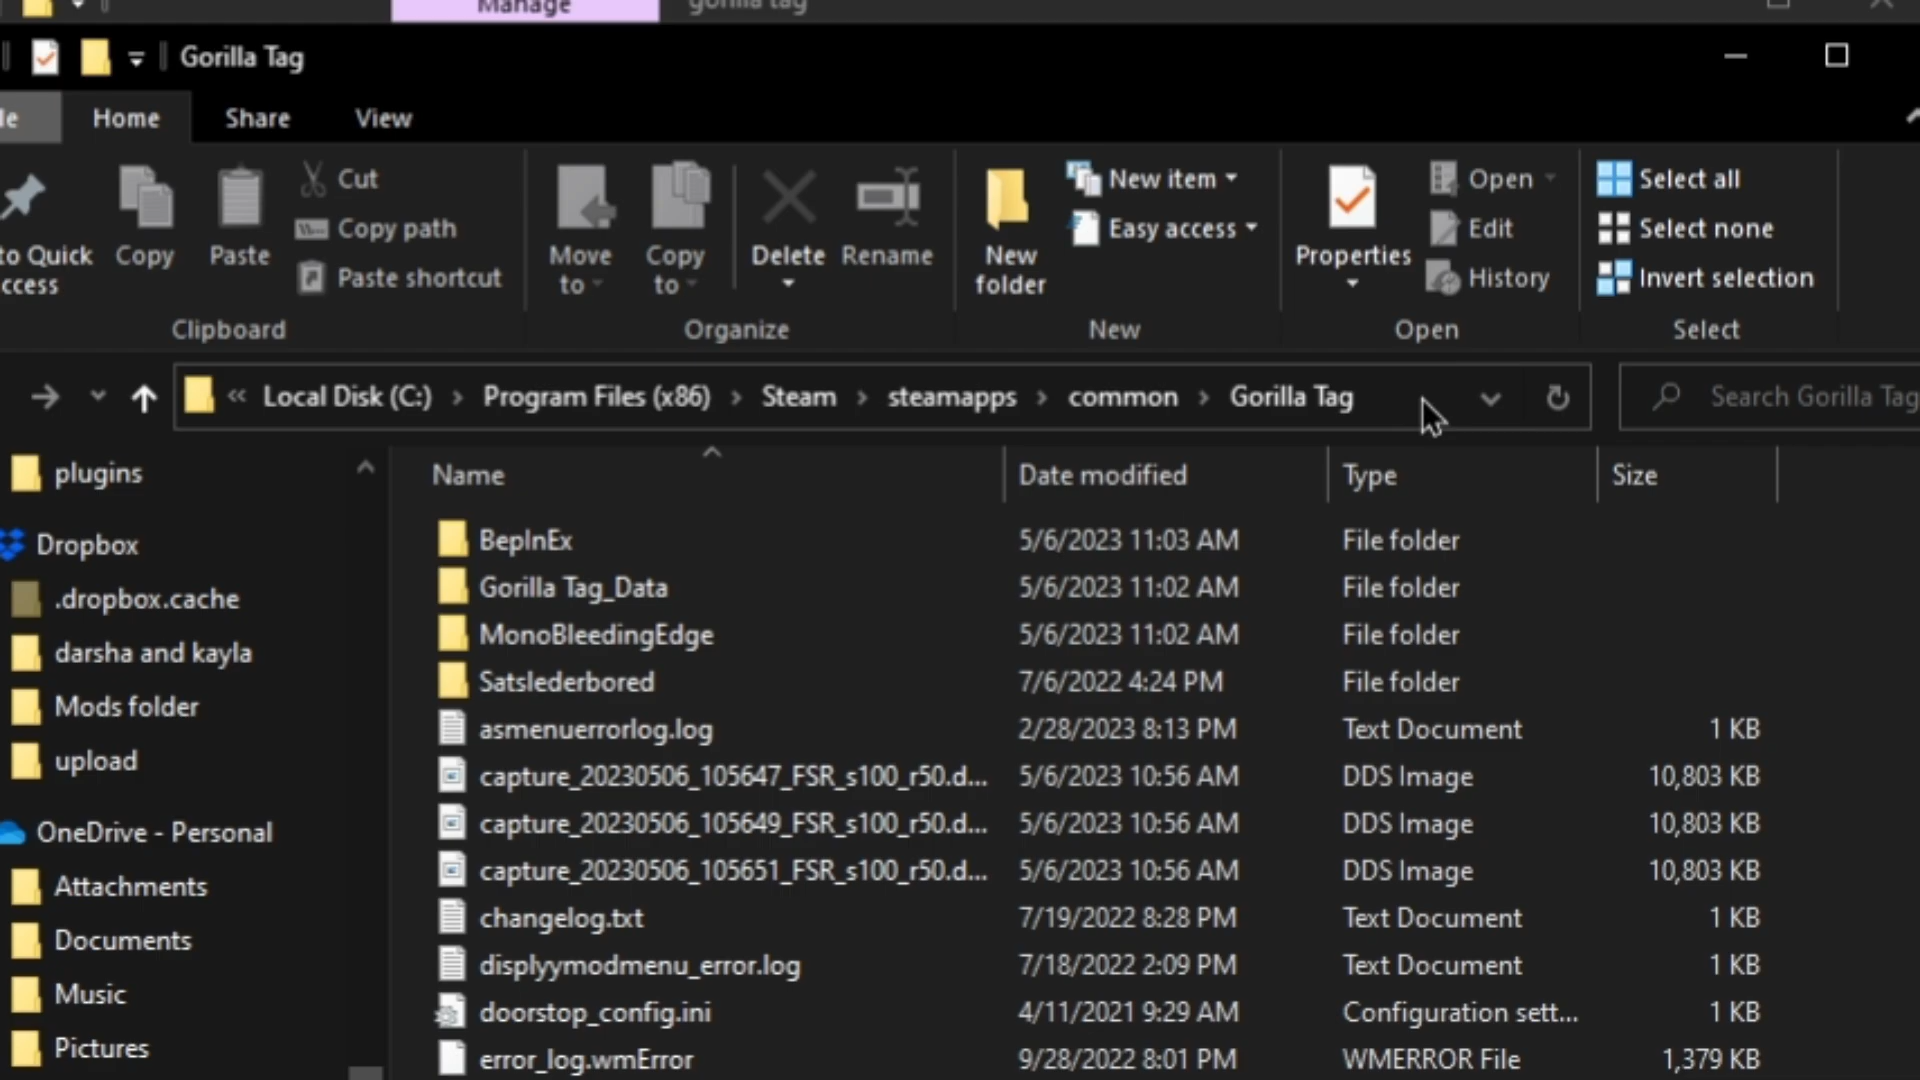 Manage gorilla tag
Gorilla Tag
le Home Share View
to Quick
ccess
Copy
Paste
Cut
Copy path
Paste shortcut
Move
to
Copy
to
Delete
Rename
New
folder
New item
Easy access
Properties
Open
Edit
History
Select all
Select none
Invert selection
Clipboard Organize New Open Select
« Local Disk (C:) › Program Files (x86) › Steam › steamapps › common › Gorilla Tag
Search Gorilla Tag
plugins
Dropbox
.dropbox.cache
darsha and kayla
Mods folder
upload
OneDrive - Personal
Attachments
Documents
Music
Pictures
Name Date modified Type Size
BepInEx 5/6/2023 11:03 AM File folder
Gorilla Tag_Data 5/6/2023 11:02 AM File folder
MonoBleedingEdge 5/6/2023 11:02 AM File folder
Satslederbored 7/6/2022 4:24 PM File folder
asmenuerrorlog.log 2/28/2023 8:13 PM Text Document 1 KB
capture_20230506_105647_FSR_s100_r50.d... 5/6/2023 10:56 AM DDS Image 10,803 KB
capture_20230506_105649_FSR_s100_r50.d... 5/6/2023 10:56 AM DDS Image 10,803 KB
capture_20230506_105651_FSR_s100_r50.d... 5/6/2023 10:56 AM DDS Image 10,803 KB
changelog.txt 7/19/2022 8:28 PM Text Document 1 KB
displyymodmenu_error.log 7/18/2022 2:09 PM Text Document 1 KB
doorstop_config.ini 4/11/2021 9:29 AM Configuration sett... 1 KB
error_log.wmError 9/28/2022 8:01 PM WMERROR File 1,379 KB